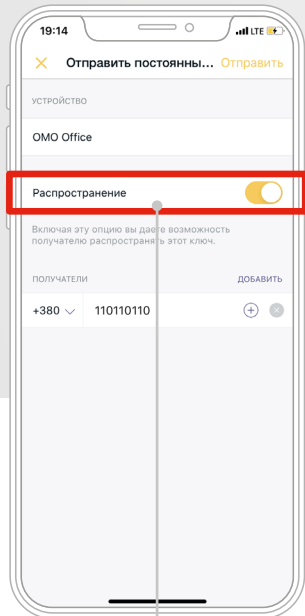 19:14
LTE
Отправить постоянны... Отправить
УСТРОЙСТВО
OMO Office
Распространение
Включая эту опцию вы даете возможность
получателю распространять этот ключ.
ПОЛУЧАТЕЛИ ДОБАВИТЬ
+380 110110110